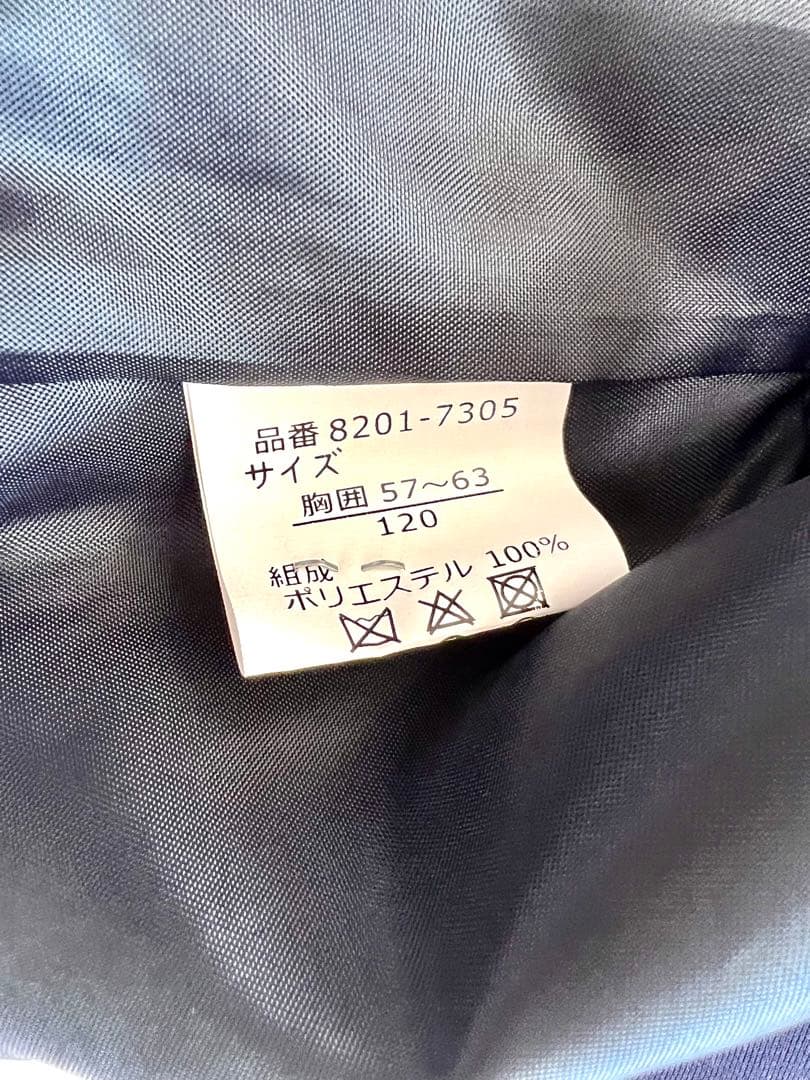 品番 8201-7305
サイズ
胸囲 57～63
120
組成
ポリエステル 100%